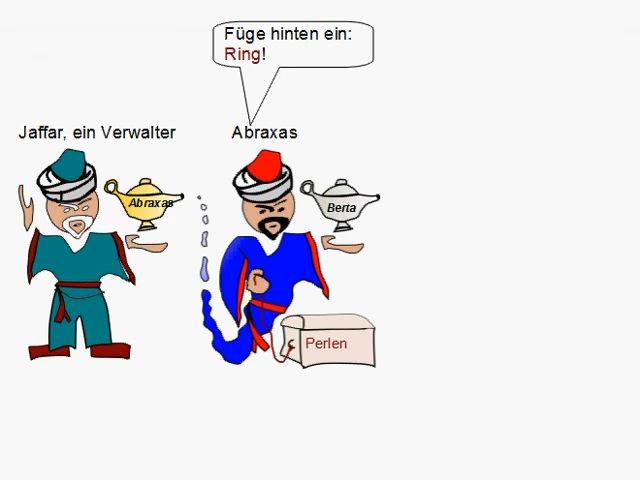 Füge hinten ein:
Ring!
Jaffar, ein Verwalter
Abraxas
Abraxas
Berta
Perlen